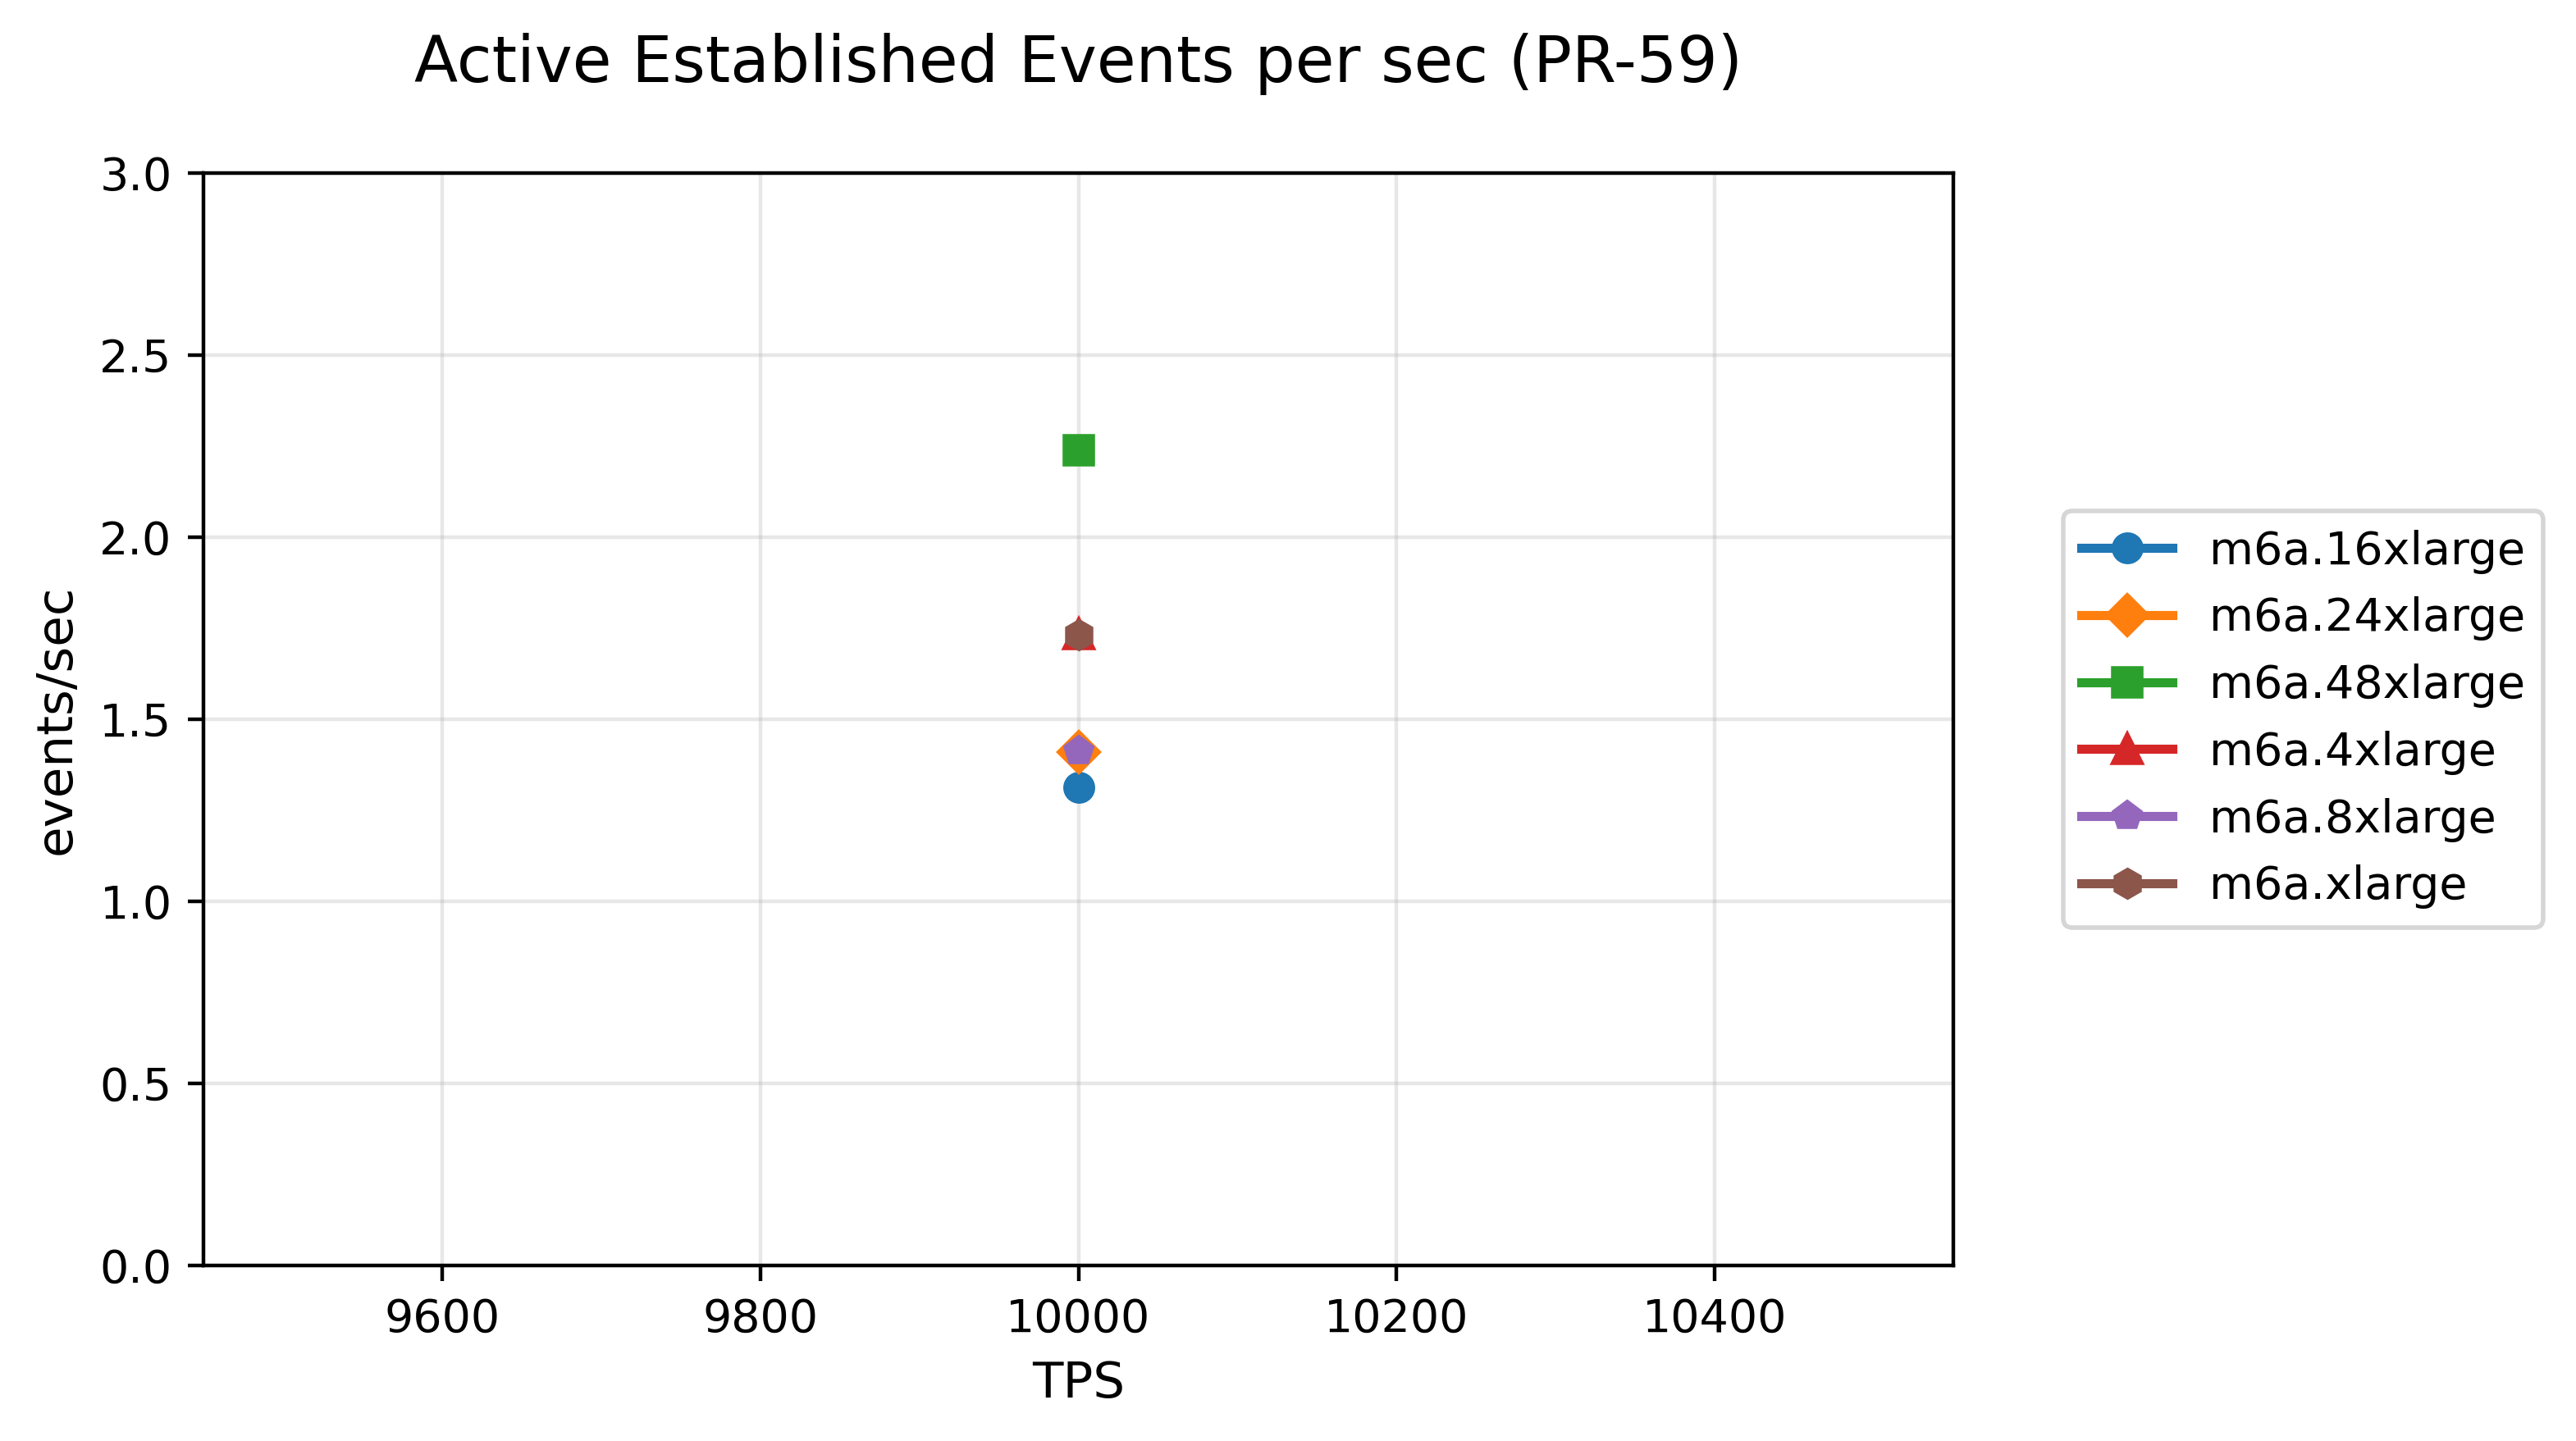 Active Established Events per sec (PR-59)
3.0
2.5
2.0
1.5
1.0
0.5
0.0
events/sec
9600 9800 10000 10200 10400
TPS
m6a.16xlarge
m6a.24xlarge
m6a.48xlarge
m6a.4xlarge
m6a.8xlarge
m6a.xlarge